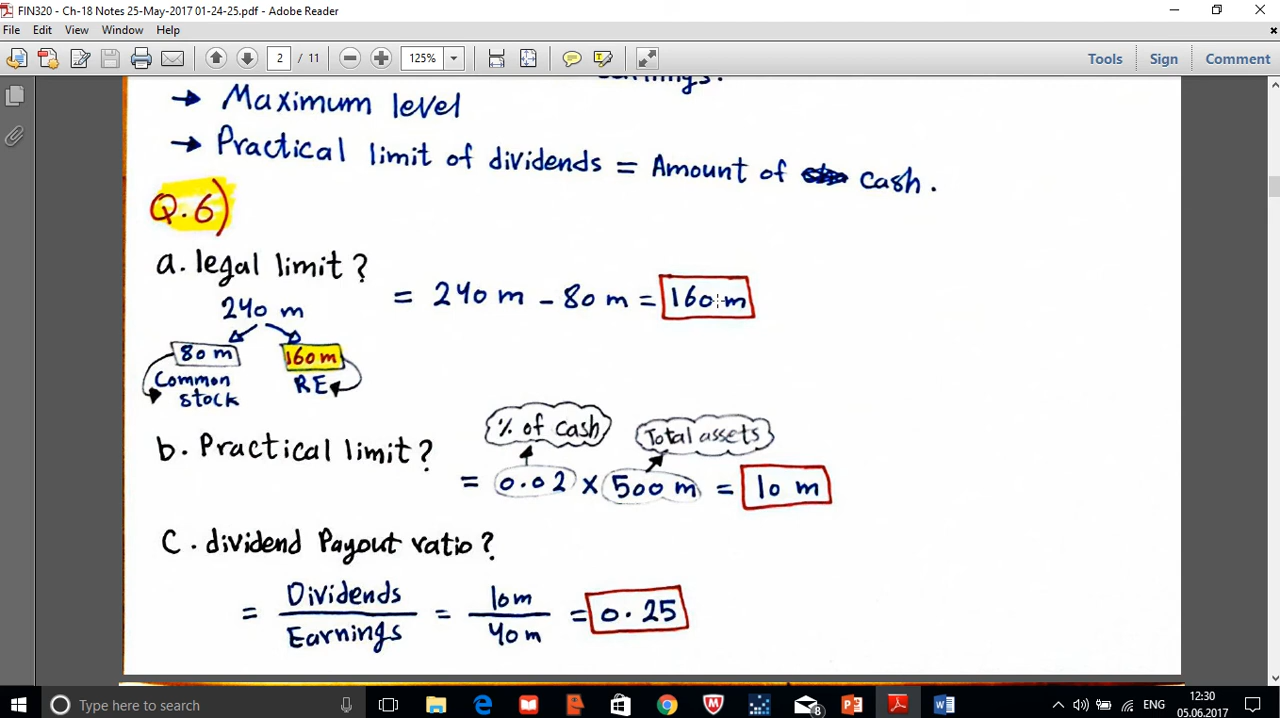 FIN320 - Ch-18 Notes 25-May-2017 01-24-25.pdf - Adobe Reader
File Edit View Window Help
2 / 11 125% Tools Sign Comment
→ Maximum level
→ Practical limit of dividends = Amount of cash.
Q.6)
a. legal limit?
240 m = 240 m - 80 m = 160 m
80 m 160 m
Common stock RE
% of cash Total assets
b. Practical limit?
= 0.02 × 500 m = 10 m
C. dividend Payout ratio?
= Dividends / Earnings = 10m / 40m = 0.25
Type here to search
8
ENG
12:30
05.06.2017